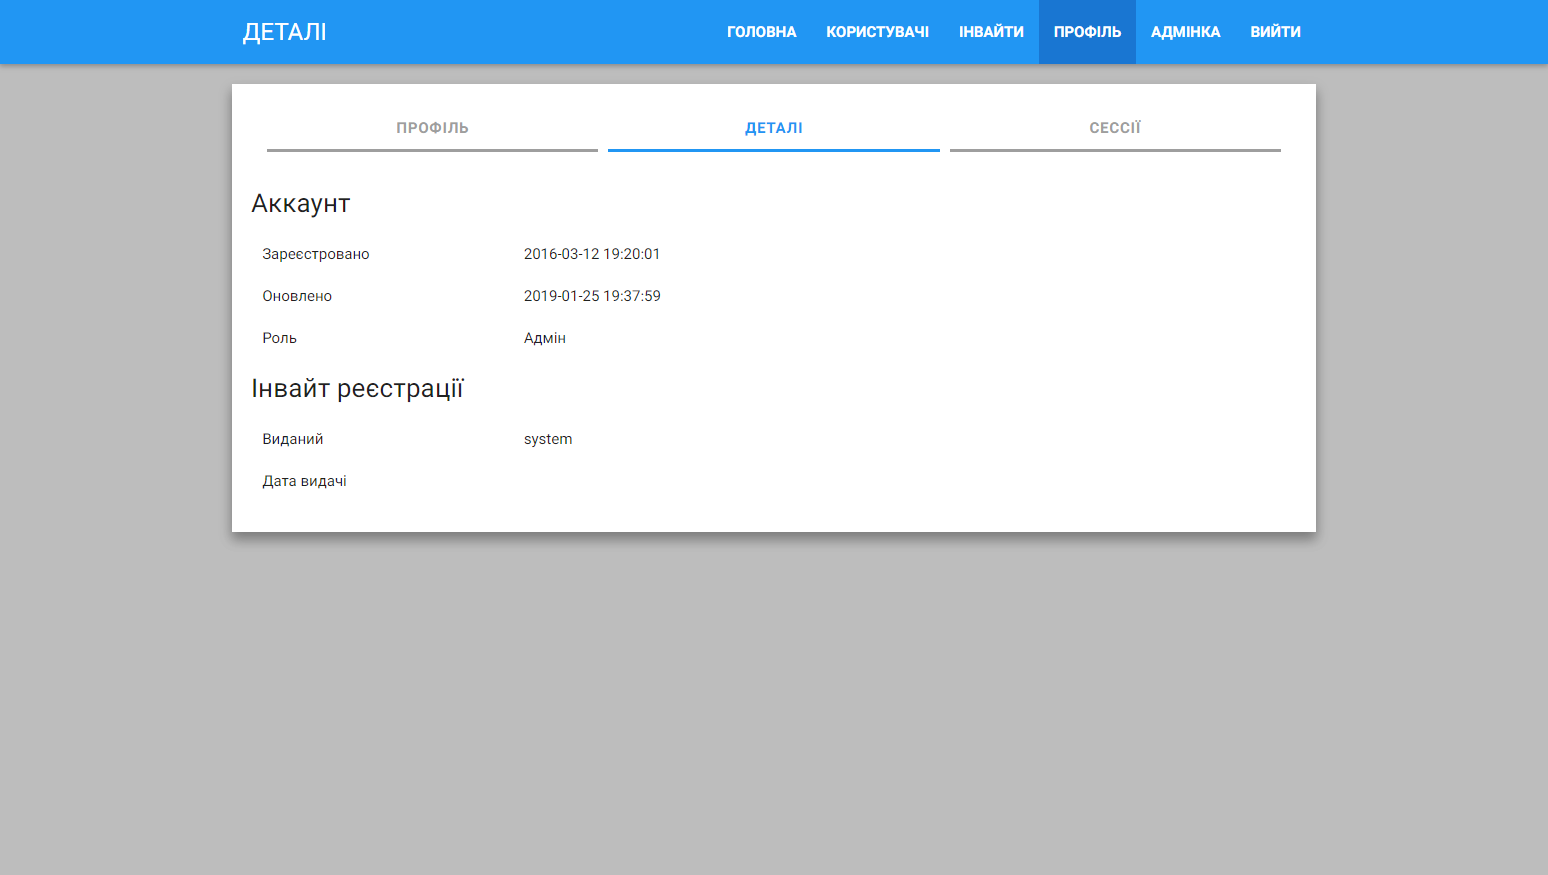 ДЕТАЛІ
ГОЛОВНА КОРИСТУВАЧІ ІНВАЙТИ ПРОФІЛЬ АДМІНКА ВИЙТИ
ПРОФІЛЬ ДЕТАЛІ СЕССІЇ
Аккаунт
Зареєстровано 2016-03-12 19:20:01
Оновлено 2019-01-25 19:37:59
Роль Адмін
Інвайт реєстрації
Виданий system
Дата видачі